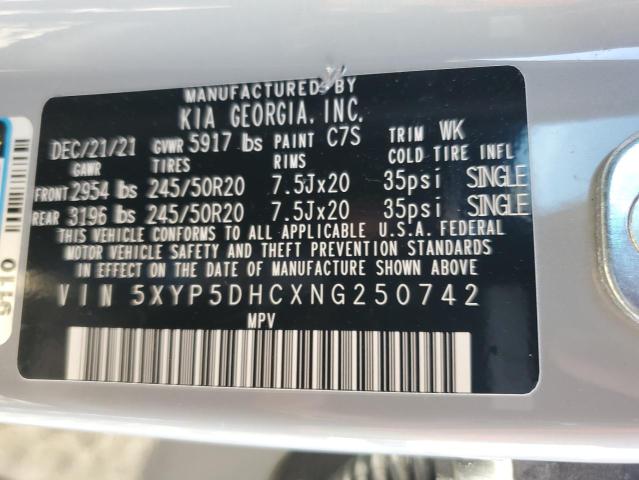 MANUFACTURED BY
KIA GEORGIA, INC.
DEC/21/21 GVWR 5917 lbs PAINT C7S TRIM WK
GAWR TIRES RIMS COLD TIRE INFL
FRONT 2954 lbs 245/50R20 7.5Jx20 35psi SINGLE
REAR 3196 lbs 245/50R20 7.5Jx20 35psi SINGLE
THIS VEHICLE CONFORMS TO ALL APPLICABLE U.S.A. FEDERAL
MOTOR VEHICLE SAFETY AND THEFT PREVENTION STANDARDS
IN EFFECT ON THE DATE OF MANUFACTURE SHOWN ABOVE
VIN 5XYP5DHCXNG250742
MPV
9110